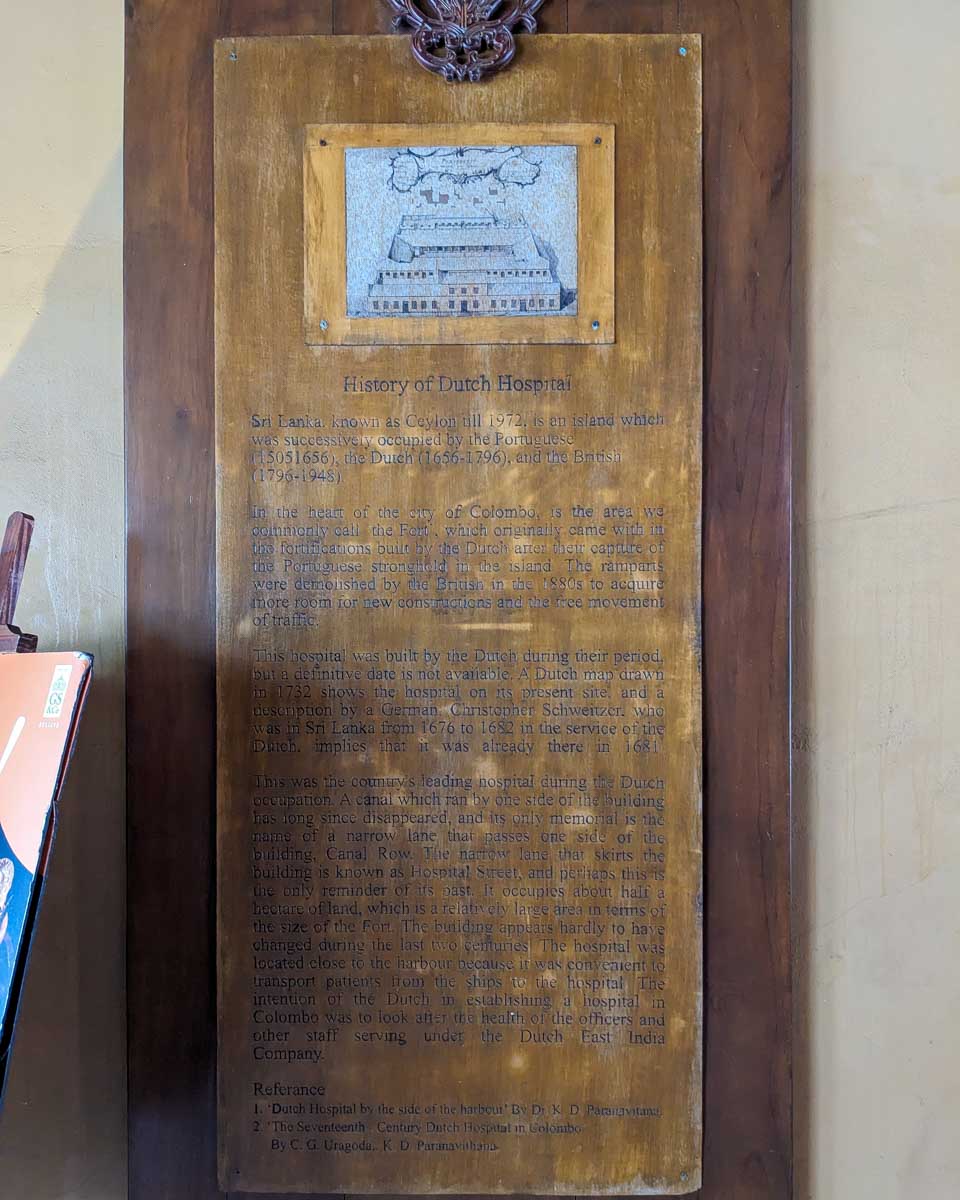 History of Dutch Hospital
Sri Lanka, known as Ceylon till 1972, is an island which
was successively occupied by the Portuguese
(15051656), the Dutch (1656-1796), and the British
(1796-1948)
In the heart of the city of Colombo, is the area we
commonly call the Fort , which originally came with in
the fortifications built by the Dutch after their capture of
the Portuguese stronghold in the island. The ramparts
were demolished by the British in the 1880s to acquire
more room for new constructions and the free movement
of traffic.
This hospital was built by the Dutch during their period,
but a definitive date is not available. A Dutch map drawn
in 1732 shows the hospital on its present site, and a
description by a German, Christopher Schweitzer, who
was in Sri Lanka from 1676 to 1682 in the service of the
Dutch, implies that it was already there in 1681.
This was the country's leading hospital during the Dutch
occupation. A canal which ran by one side of the building
has long since disappeared, and its only memorial is the
name of a narrow lane that passes one side of the
building, Canal Row. The narrow lane that skirts the
building is known as Hospital Street, and perhaps this is
the only reminder of its past. It occupies about half a
hectare of land, which is a relatively large area in terms of
the size of the Fort. The building appears hardly to have
changed during the last two centuries. The hospital was
located close to the harbour because it was convenient to
transport patients from the ships to the hospital. The
intention of the Dutch in establishing a hospital in
Colombo was to look after the health of the officers and
other staff serving under the Dutch East India
Company.
Referance
1. 'Dutch Hospital by the side of the harbour' By Dr. K. D. Paranavitana.
2. 'The Seventeenth - Century Dutch Hospital in Colombo
By C. G. Uragoda, K. D. Paranavithana
GS